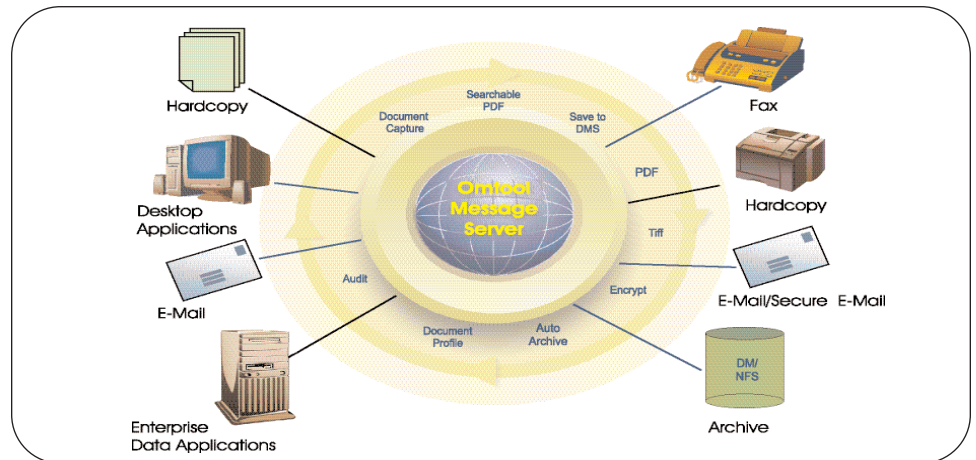 Hardcopy
Desktop
Applications
E-Mail
Enterprise
Data Applications
Searchable
PDF
Document
Capture
Save to
DMS
Omtool
Message
Server
PDF
Tiff
Encrypt
Auto
Archive
Document
Profile
Audit
Fax
Hardcopy
E-Mail/Secure E-Mail
DM/
NFS
Archive